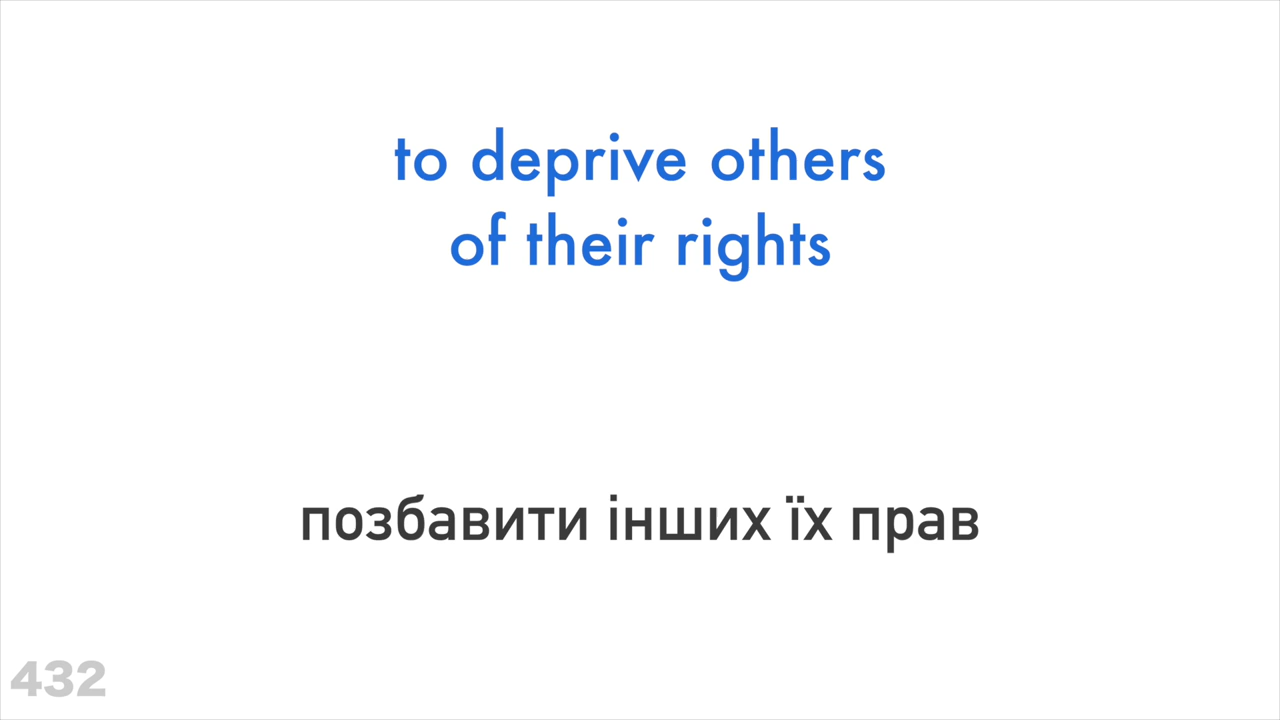 to deprive others
of their rights
позбавити інших їх прав
432